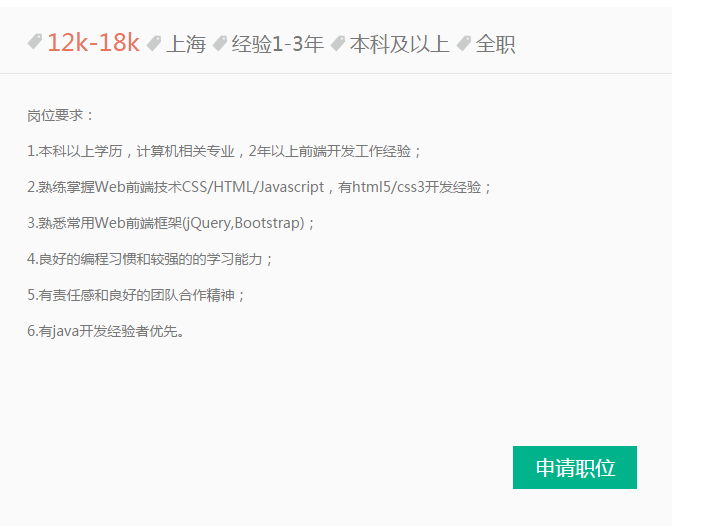 12k-18k 上海 经验1-3年 本科及以上 全职
岗位要求：
1.本科以上学历，计算机相关专业，2年以上前端开发工作经验；
2.熟练掌握Web前端技术CSS/HTML/Javascript，有html5/css3开发经验；
3.熟悉常用Web前端框架(jQuery,Bootstrap)；
4.良好的编程习惯和较强的的学习能力；
5.有责任感和良好的团队合作精神；
6.有java开发经验者优先。
申请职位